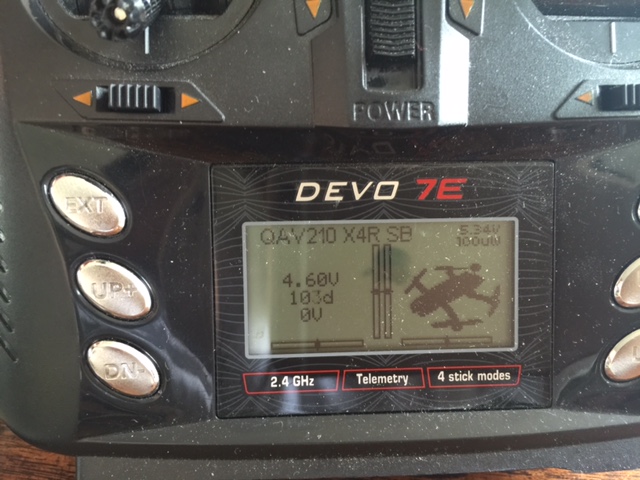 POWER
DEVO 7E
EXT
UP+
DN-
QAV210 X4R SB
5.34V
100uW
4.60V
103d
0V
2.4 GHz
Telemetry
4 stick modes